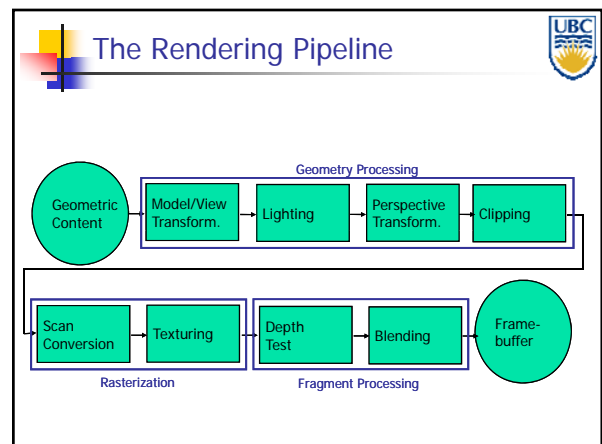 The Rendering Pipeline
UBC
Geometry Processing
Geometric
Content
Model/View
Transform.
Lighting
Perspective
Transform.
Clipping
Scan
Conversion
Texturing
Depth
Test
Blending
Frame-
buffer
Rasterization
Fragment Processing